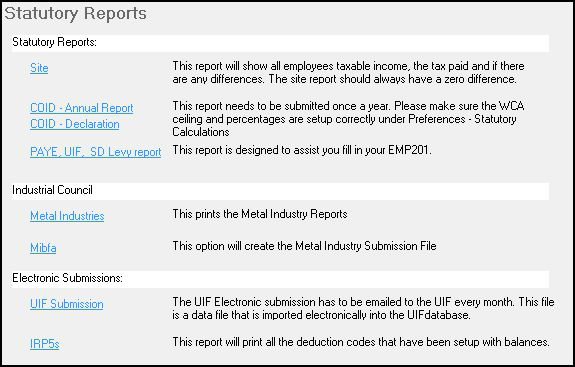 Statutory Reports
Statutory Reports:
Site
This report will show all employees taxable income, the tax paid and if there
are any differences. The site report should always have a zero difference.
COID - Annual Report
COID - Declaration
This report needs to be submitted once a year. Please make sure the WCA
ceiling and percentages are setup correctly under Preferences - Statutory
Calculations
PAYE, UIF,  SD Levy report
This report is designed to assist you fill in your EMP201.
Industrial Council
Metal Industries
This prints the Metal Industry Reports
Mibfa
This option will create the Metal Industry Submission File
Electronic Submissions:
UIF Submission
The UIF Electronic submission has to be emailed to the UIF every month. This file
is a data file that is imported electronically into the UIFdatabase.
IRP5s
This report will print all the deduction codes that have been setup with balances.